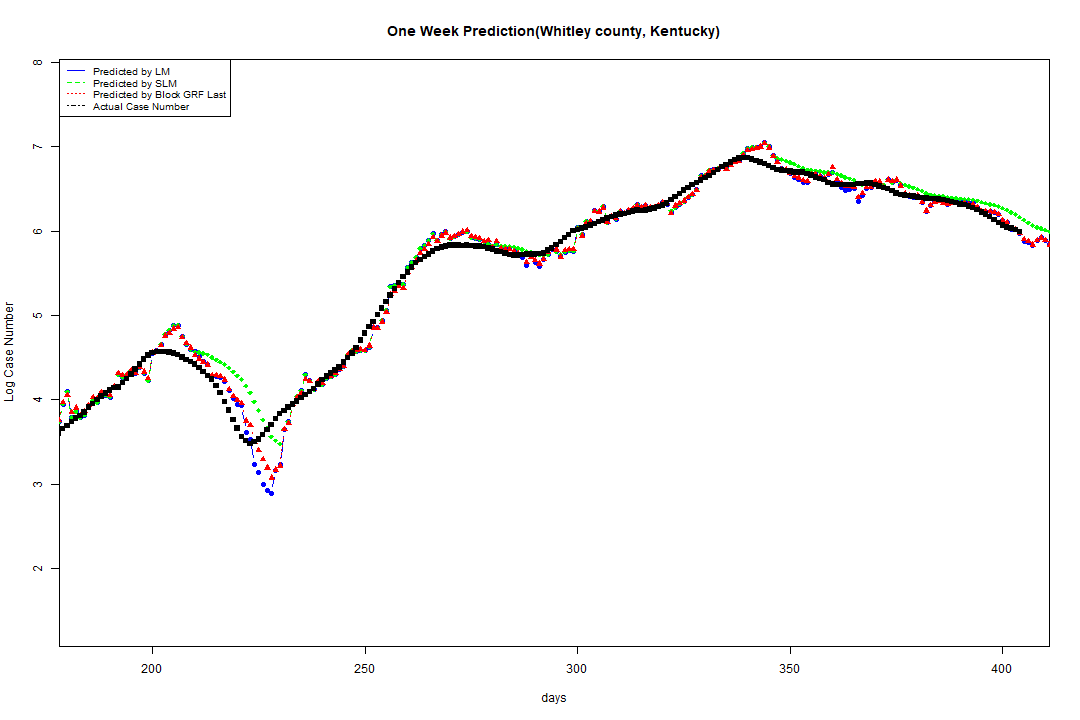 One Week Prediction(Whitley county, Kentucky)
Predicted by LM
Predicted by SLM
Predicted by Block GRF Last
Actual Case Number
8
7
6
5
4
3
2
Log Case Number
200 250 300 350 400
days